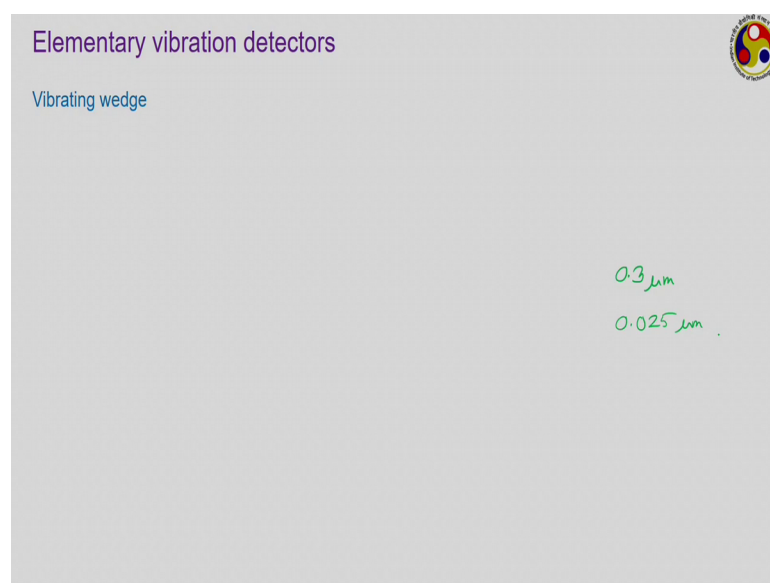 Elementary vibration detectors
Vibrating wedge
0.3 μm
0.025 μm